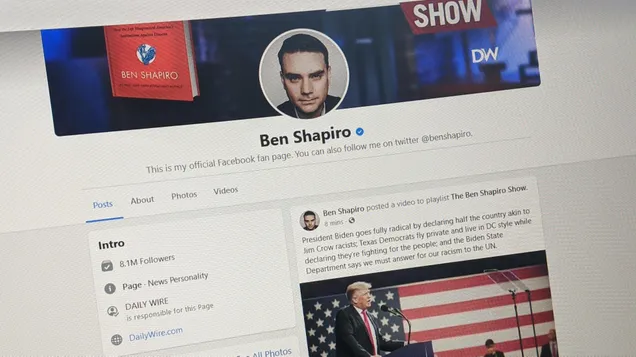 SHOW
BEN SHAPIRO
DW
Ben Shapiro
This is my official Facebook fan page. You can also follow me on twitter @benshapiro.
Posts
About
Photos
Videos
Intro
8.1M Followers
Page · News Personality
DAILY WIRE
is responsible for this Page
DailyWire.com
All Photos
Ben Shapiro posted a video to playlist The Ben Shapiro Show.
8 mins ·
President Biden goes fully radical by declaring half the country akin to
Jim Crow racists; Texas Democrats fly private and live in DC style while
declaring they're fighting for the people; and the Biden State
Department says we must answer for our racism to the UN.